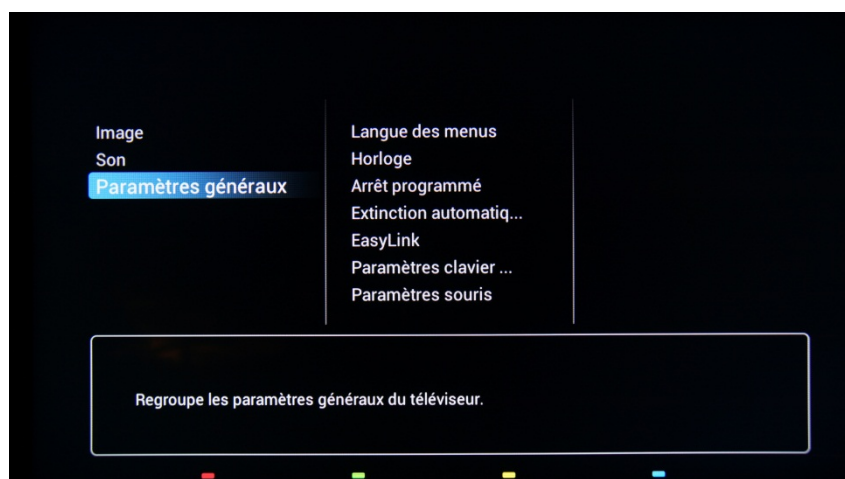 Image
Son
Paramètres généraux
Langue des menus
Horloge
Arrêt programmé
Extinction automatiq...
EasyLink
Paramètres clavier ...
Paramètres souris
Regroupe les paramètres généraux du téléviseur.